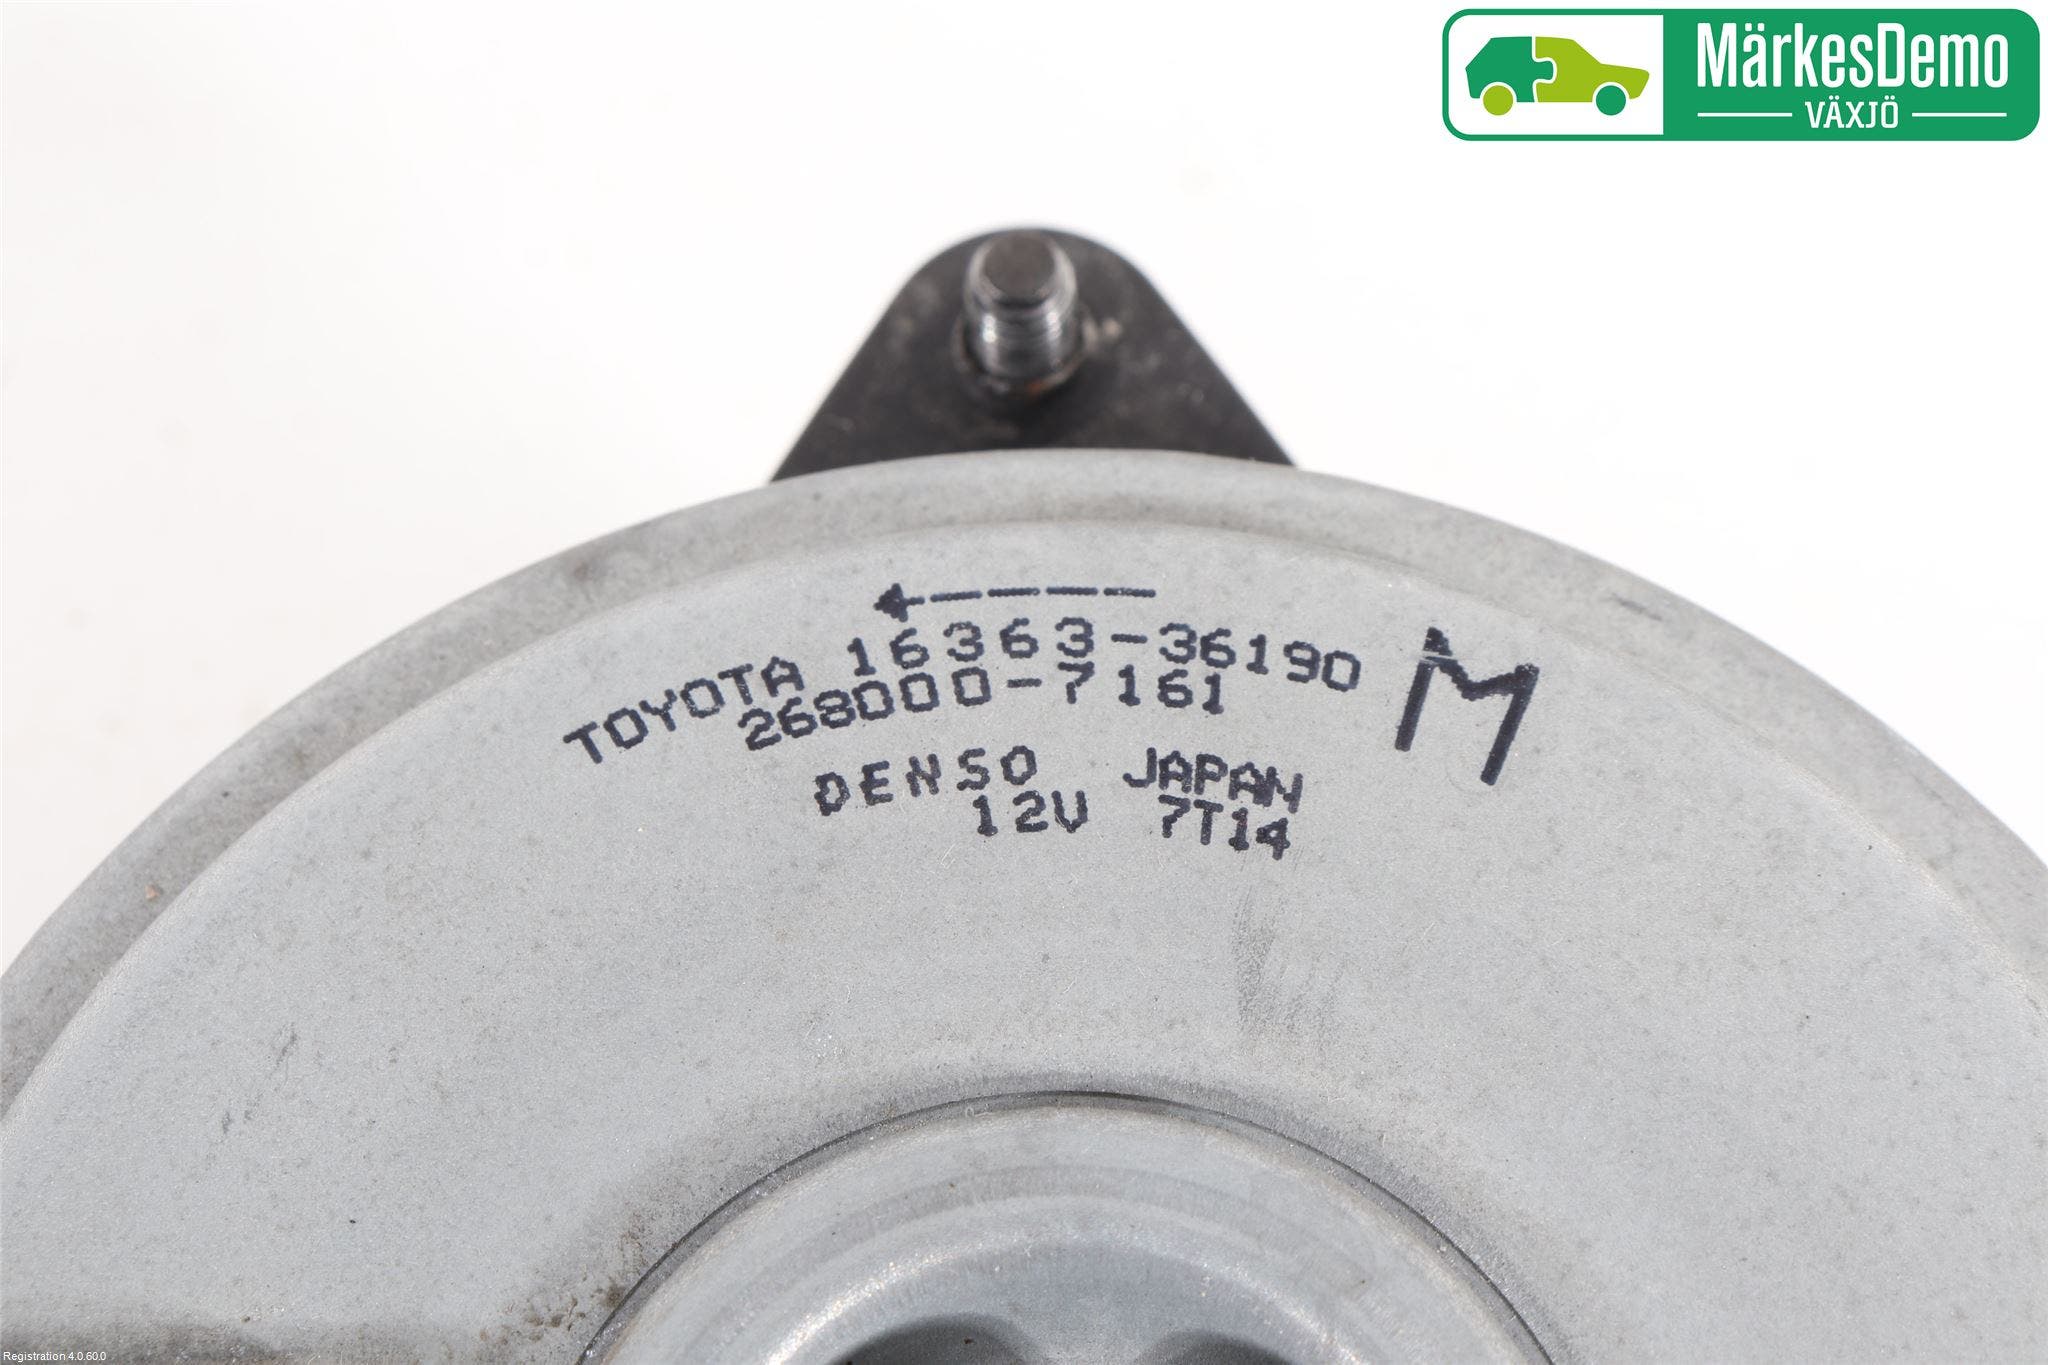 MärkesDemo
VÄXJÖ
TOYOTA 16363-36190 M
268000-7161
DENSO JAPAN
12V 7T14
Registration 4.0.60.0